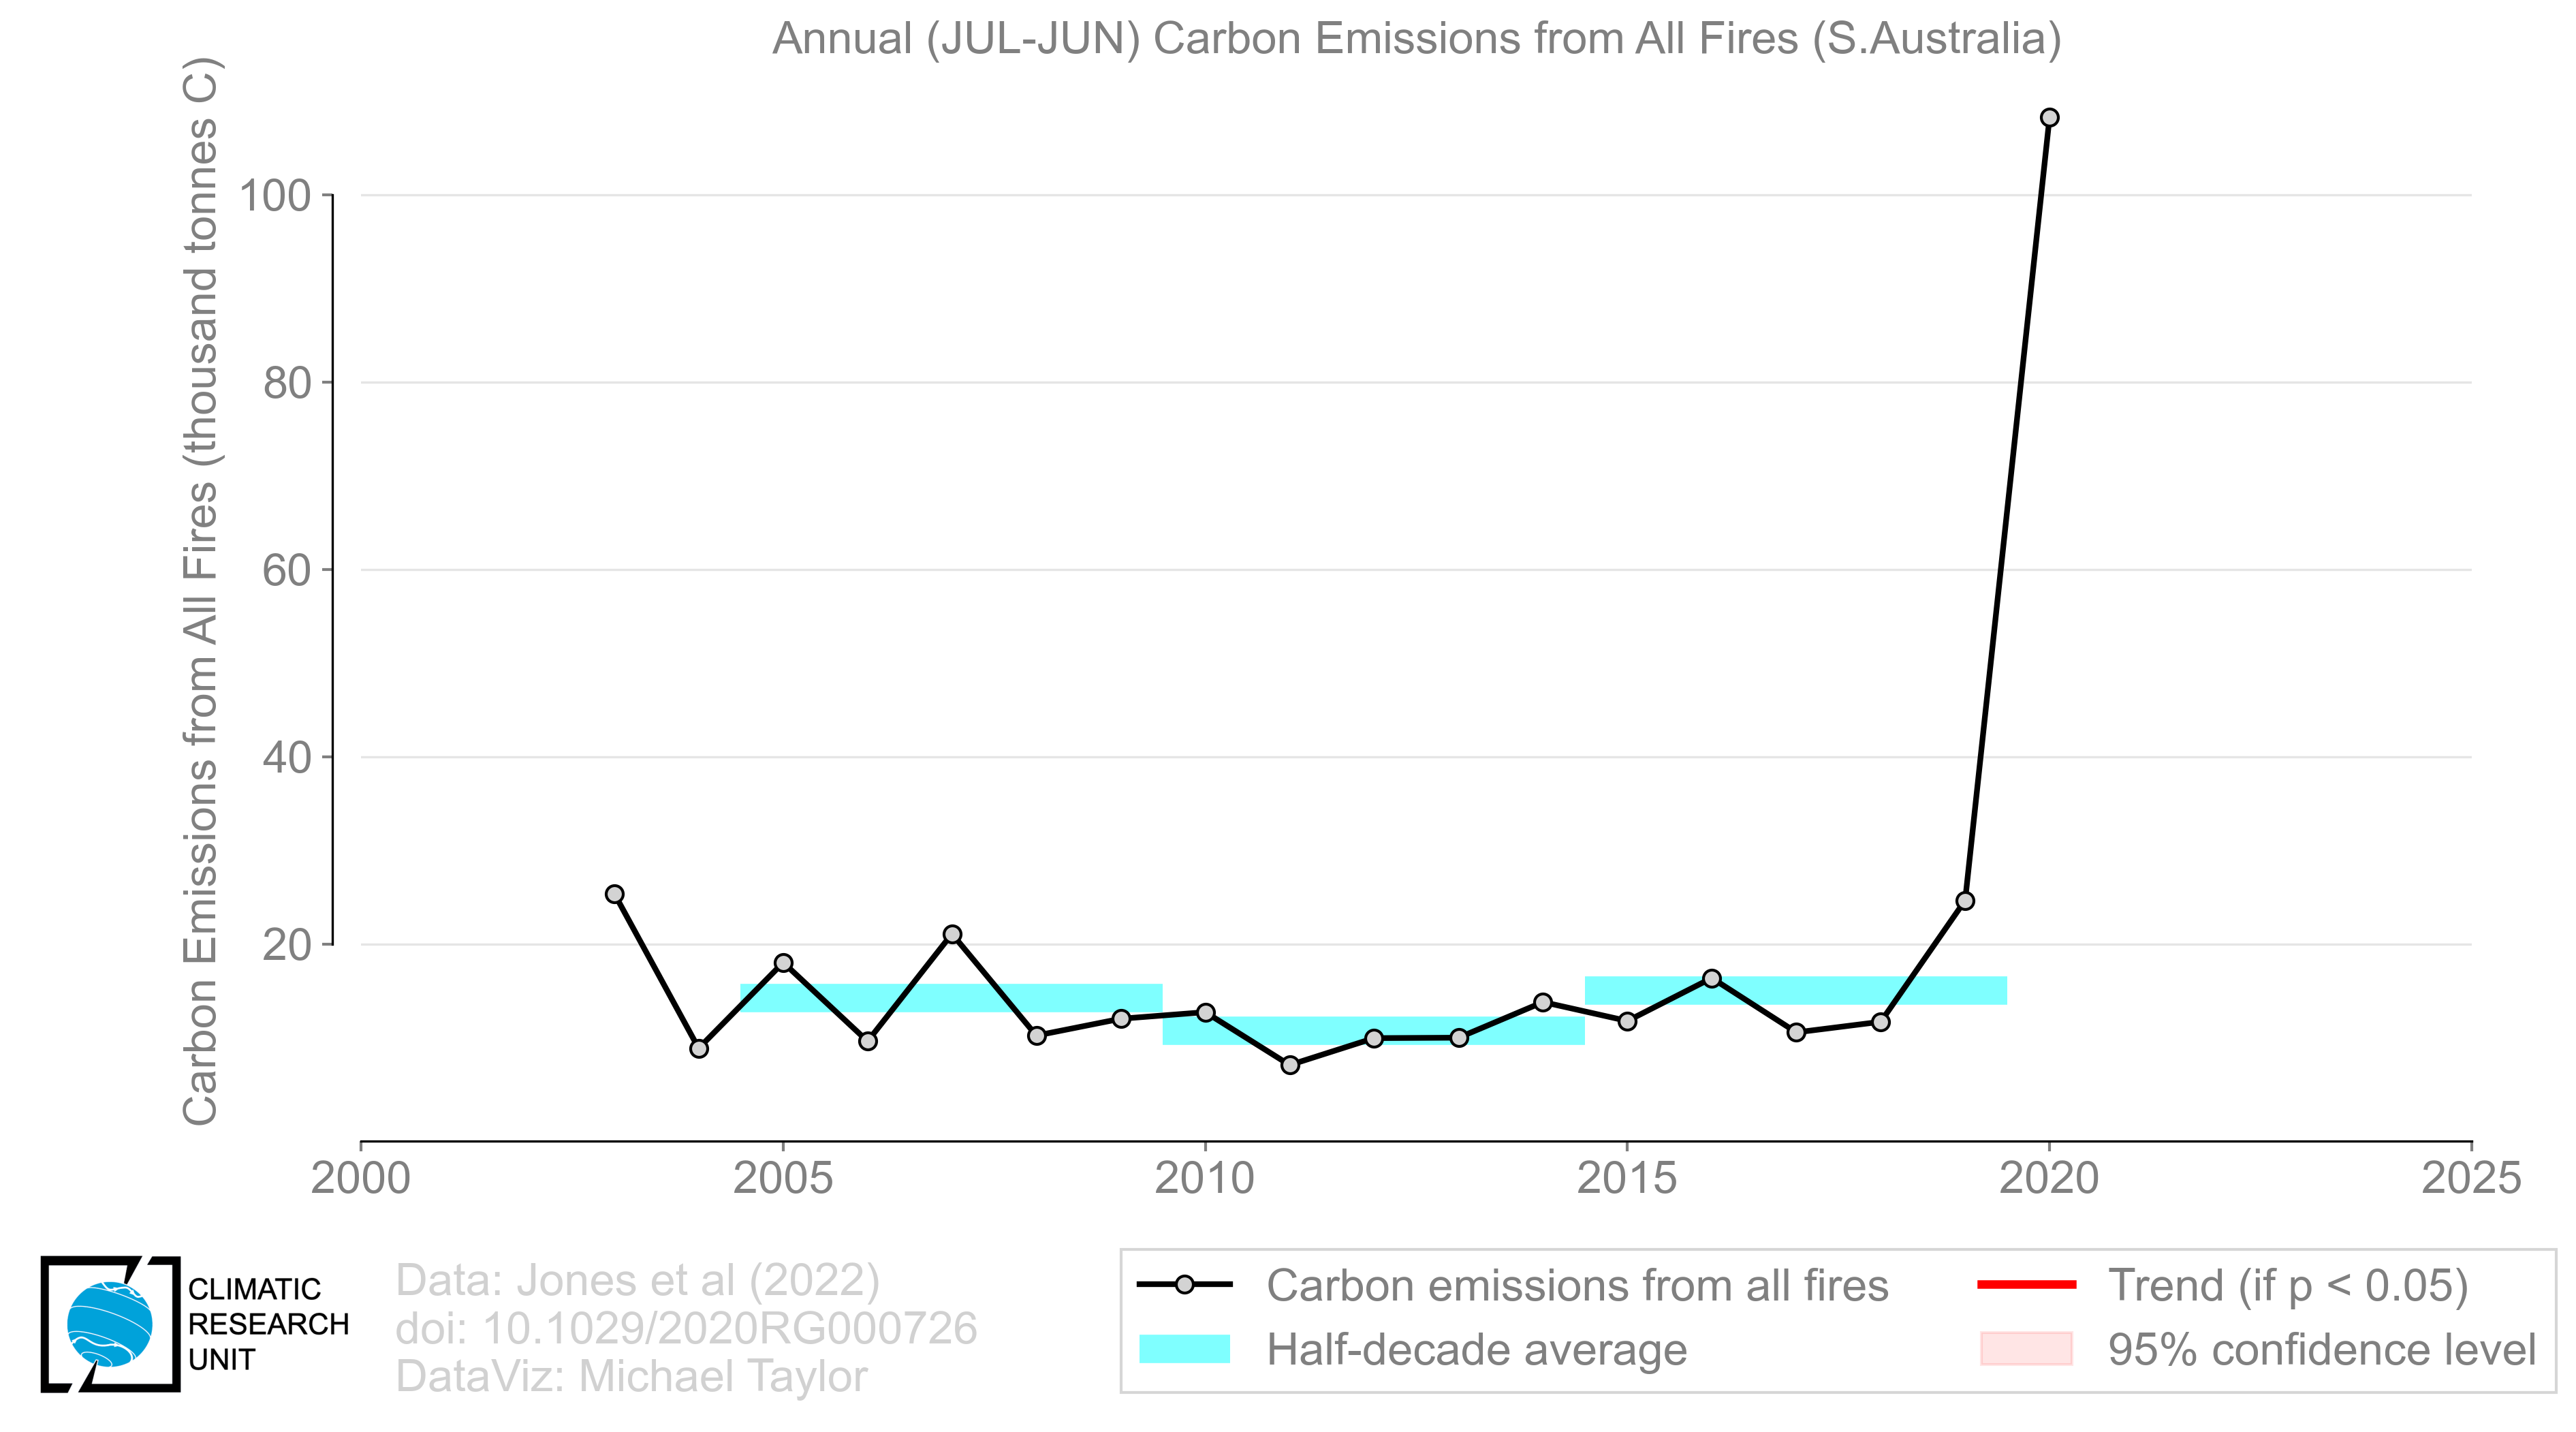 Annual (JUL-JUN) Carbon Emissions from All Fires (S.Australia)
Carbon Emissions from All Fires (thousand tonnes C)
100
80
60
40
20
2000 2005 2010 2015 2020 2025
CLIMATIC
RESEARCH
UNIT
Data: Jones et al (2022)
doi: 10.1029/2020RG000726
DataViz: Michael Taylor
Carbon emissions from all fires
Half-decade average
Trend (if p < 0.05)
95% confidence level